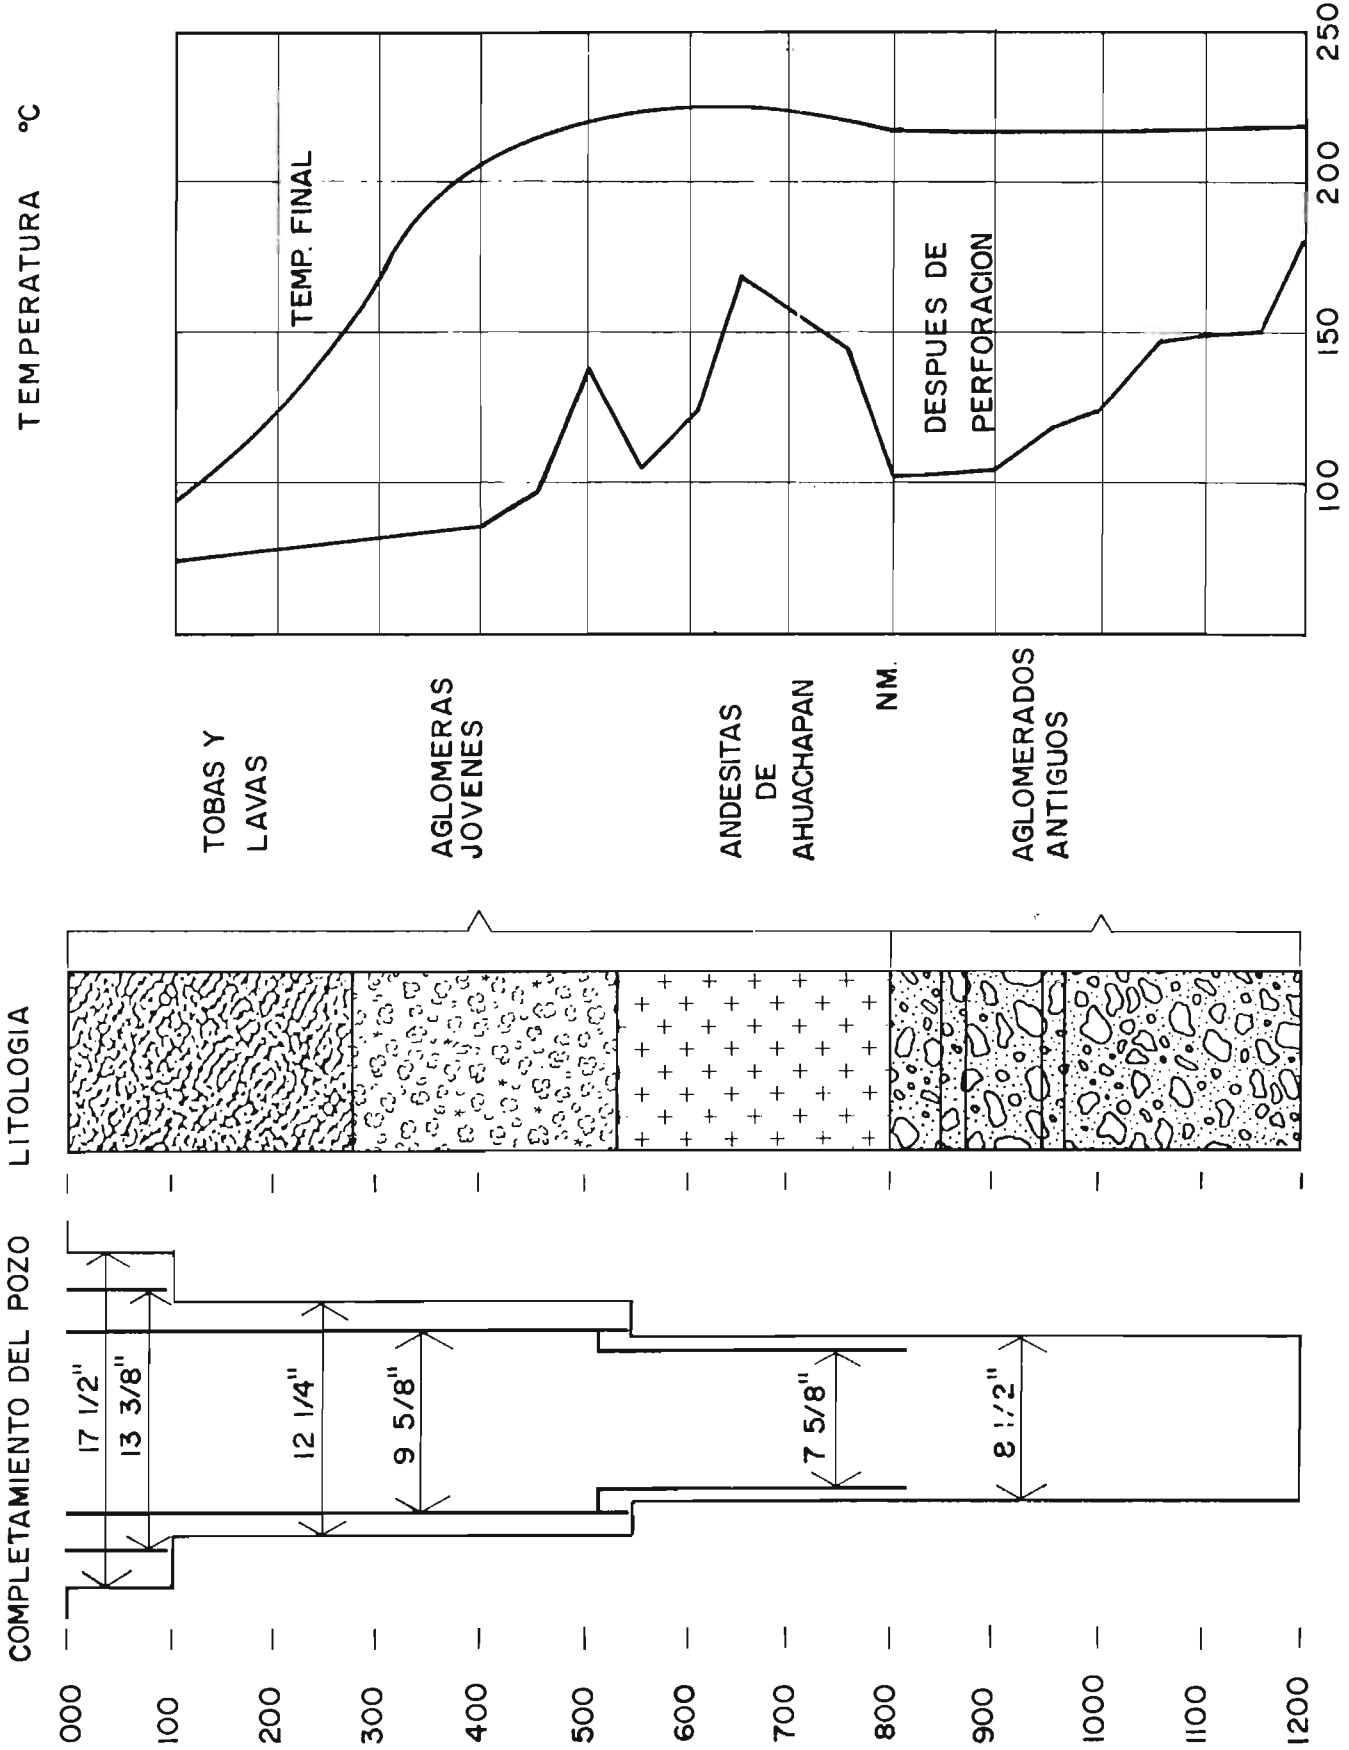 COMPLETAMIENTO DEL POZO
LITOLOGIA
TEMPERATURA °C
000
100
200
300
400
500
600
700
800
900
1000
1100
1200
17 1/2"
13 3/8"
12 1/4"
9 5/8"
7 5/8"
8 1/2"
TOBAS Y
LAVAS
AGLOMERAS
JOVENES
ANDESITAS
DE
AHUACHAPAN
NM.
AGLOMERADOS
ANTIGUOS
TEMP. FINAL
DESPUES DE
PERFORACION
100
150
200
250